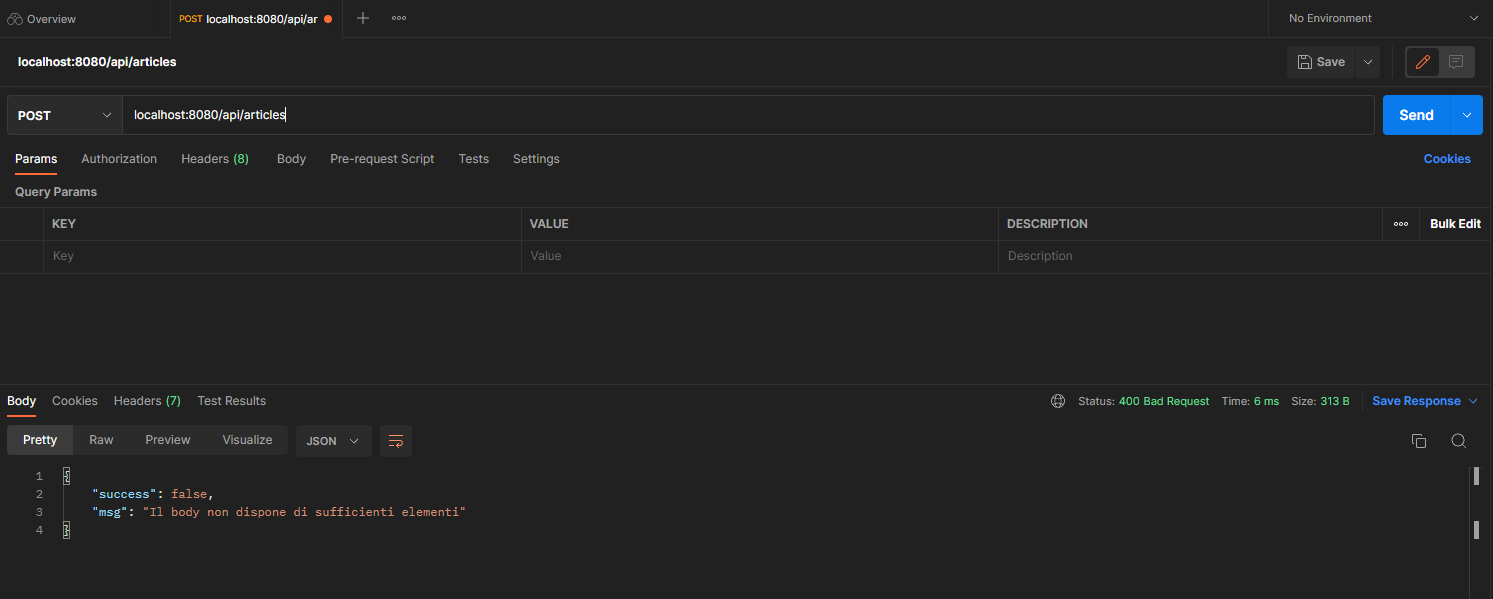 Overview POST localhost:8080/api/ar No Environment
localhost:8080/api/articles Save
POST localhost:8080/api/articles Send
Params Authorization Headers (8) Body Pre-request Script Tests Settings Cookies
Query Params
KEY VALUE DESCRIPTION Bulk Edit
Key Value Description
Body Cookies Headers (7) Test Results Status: 400 Bad Request Time: 6 ms Size: 313 B Save Response
Pretty Raw Preview Visualize JSON
1 {
2 "success": false,
3 "msg": "Il body non dispone di sufficienti elementi"
4 }